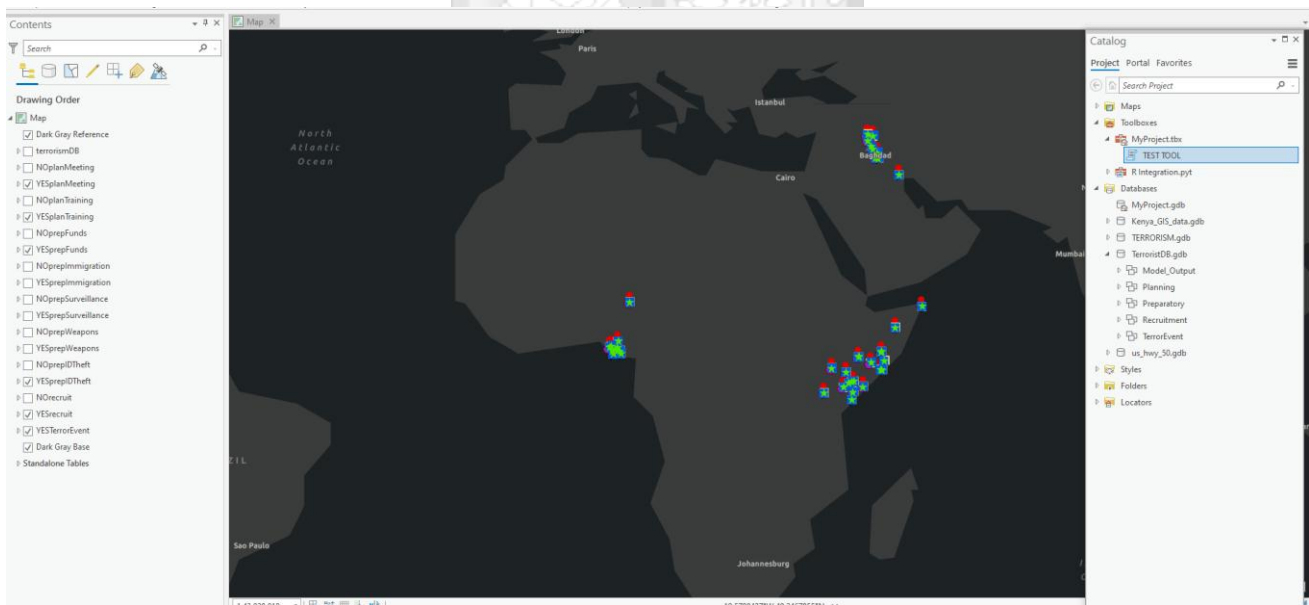 Contents
Search
Drawing Order
Map
Dark Gray Reference
terrorismDB
NOplanMeeting
YESplanMeeting
NOplanTraining
YESplanTraining
NOprepFunds
YESprepFunds
NOprepImmigration
YESprepImmigration
NOprepSurveillance
YESprepSurveillance
NOprepWeapons
YESprepWeapons
NOprepIDTheft
YESprepIDTheft
NOrecruit
YESrecruit
YESTerrorEvent
Dark Gray Base
Standalone Tables
Map
London
Paris
Istanbul
North
Atlantic
Ocean
Baghdad
Cairo
Mumbai
ZIL
Sao Paulo
Johannesburg
Catalog
Project Portal Favorites
Search Project
Maps
Toolboxes
MyProject.tbx
TEST TOOL
R Integration.pyt
Databases
MyProject.gdb
Kenya_GIS_data.gdb
TERRORISM.gdb
TerroristDB.gdb
Model_Output
Planning
Preparatory
Recruitment
TerrorEvent
us_hwy_50.gdb
Styles
Folders
Locators